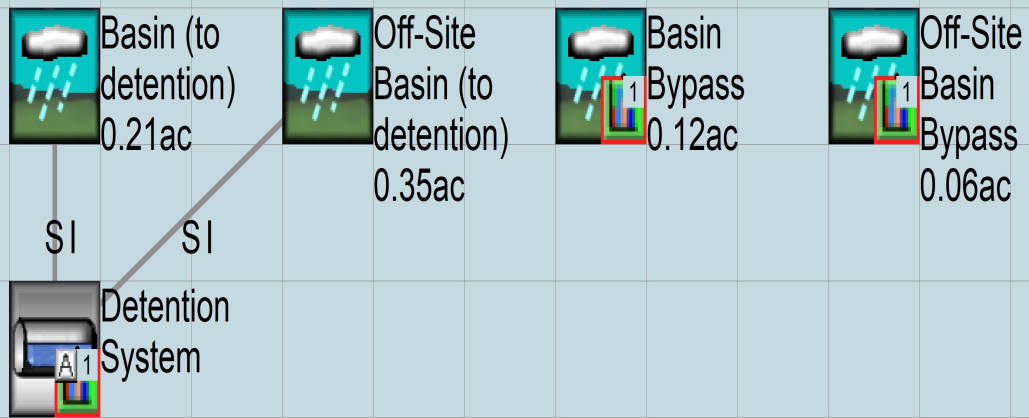 Basin (to
detention)
0.21ac
Off-Site
Basin (to
detention)
0.35ac
Basin
Bypass
0.12ac
1
Off-Site
Basin
Bypass
0.06ac
1
SI
SI
Detention
System
A 1